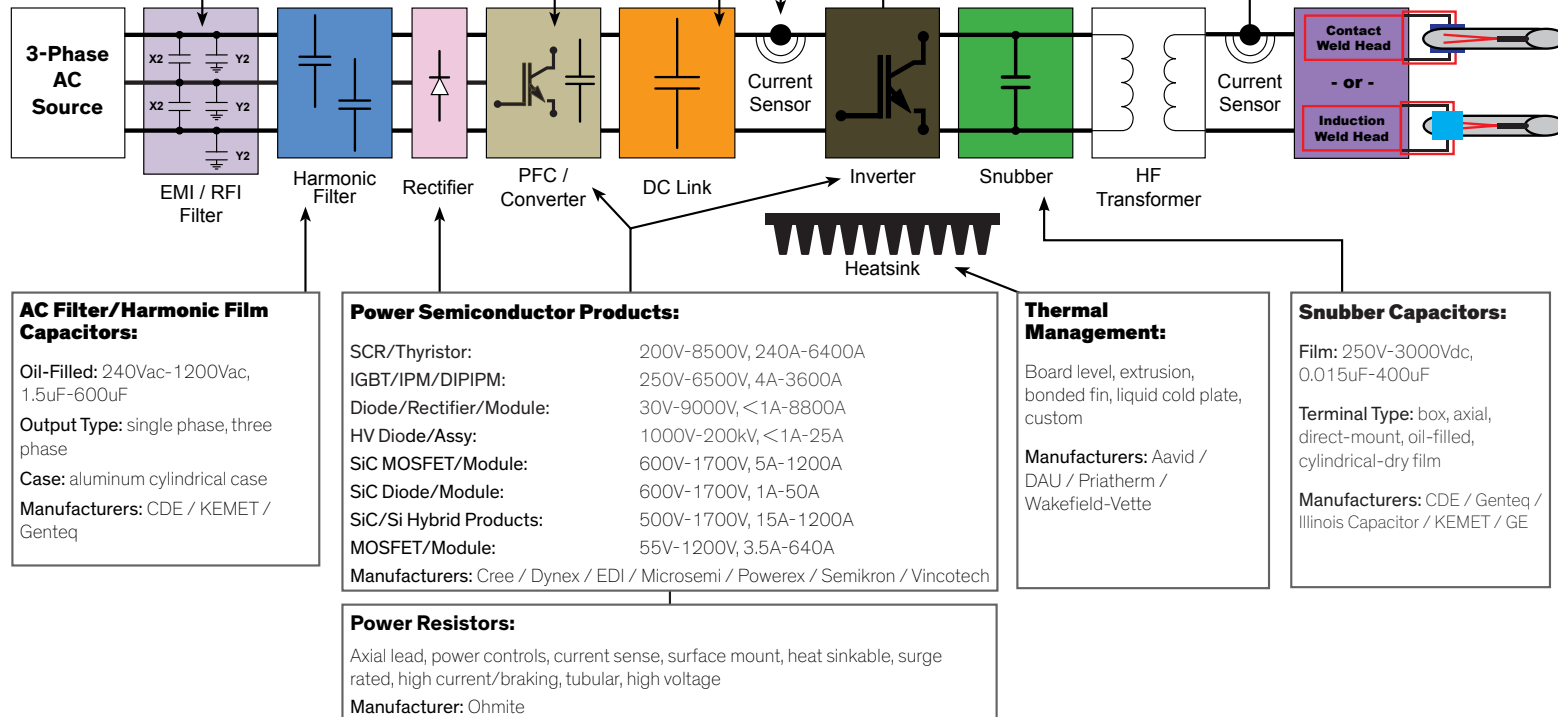 3-Phase
AC
Source
X2
Y2
X2
Y2
Y2
EMI / RFI
Filter
Harmonic
Filter
Rectifier
PFC /
Converter
DC Link
Current
Sensor
Inverter
Snubber
HF
Transformer
Current
Sensor
Contact
Weld Head
- or -
Induction
Weld Head
Heatsink
AC Filter/Harmonic Film
Capacitors:
Oil-Filled: 240Vac-1200Vac,
1.5uF-600uF
Output Type: single phase, three
phase
Case: aluminum cylindrical case
Manufacturers: CDE / KEMET /
Genteq
Power Semiconductor Products:
SCR/Thyristor: 200V-8500V, 240A-6400A
IGBT/IPM/DIPIPM: 250V-6500V, 4A-3600A
Diode/Rectifier/Module: 30V-9000V, <1A-8800A
HV Diode/Assy: 1000V-200kV, <1A-25A
SiC MOSFET/Module: 600V-1700V, 5A-1200A
SiC Diode/Module: 600V-1700V, 1A-50A
SiC/Si Hybrid Products: 500V-1700V, 15A-1200A
MOSFET/Module: 55V-1200V, 3.5A-640A
Manufacturers: Cree / Dynex / EDI / Microsemi / Powerex / Semikron / Vincotech
Power Resistors:
Axial lead, power controls, current sense, surface mount, heat sinkable, surge
rated, high current/braking, tubular, high voltage
Manufacturer: Ohmite
Thermal
Management:
Board level, extrusion,
bonded fin, liquid cold plate,
custom
Manufacturers: Aavid /
DAU / Priatherm /
Wakefield-Vette
Snubber Capacitors:
Film: 250V-3000Vdc,
0.015uF-400uF
Terminal Type: box, axial,
direct-mount, oil-filled,
cylindrical-dry film
Manufacturers: CDE / Genteq /
Illinois Capacitor / KEMET / GE